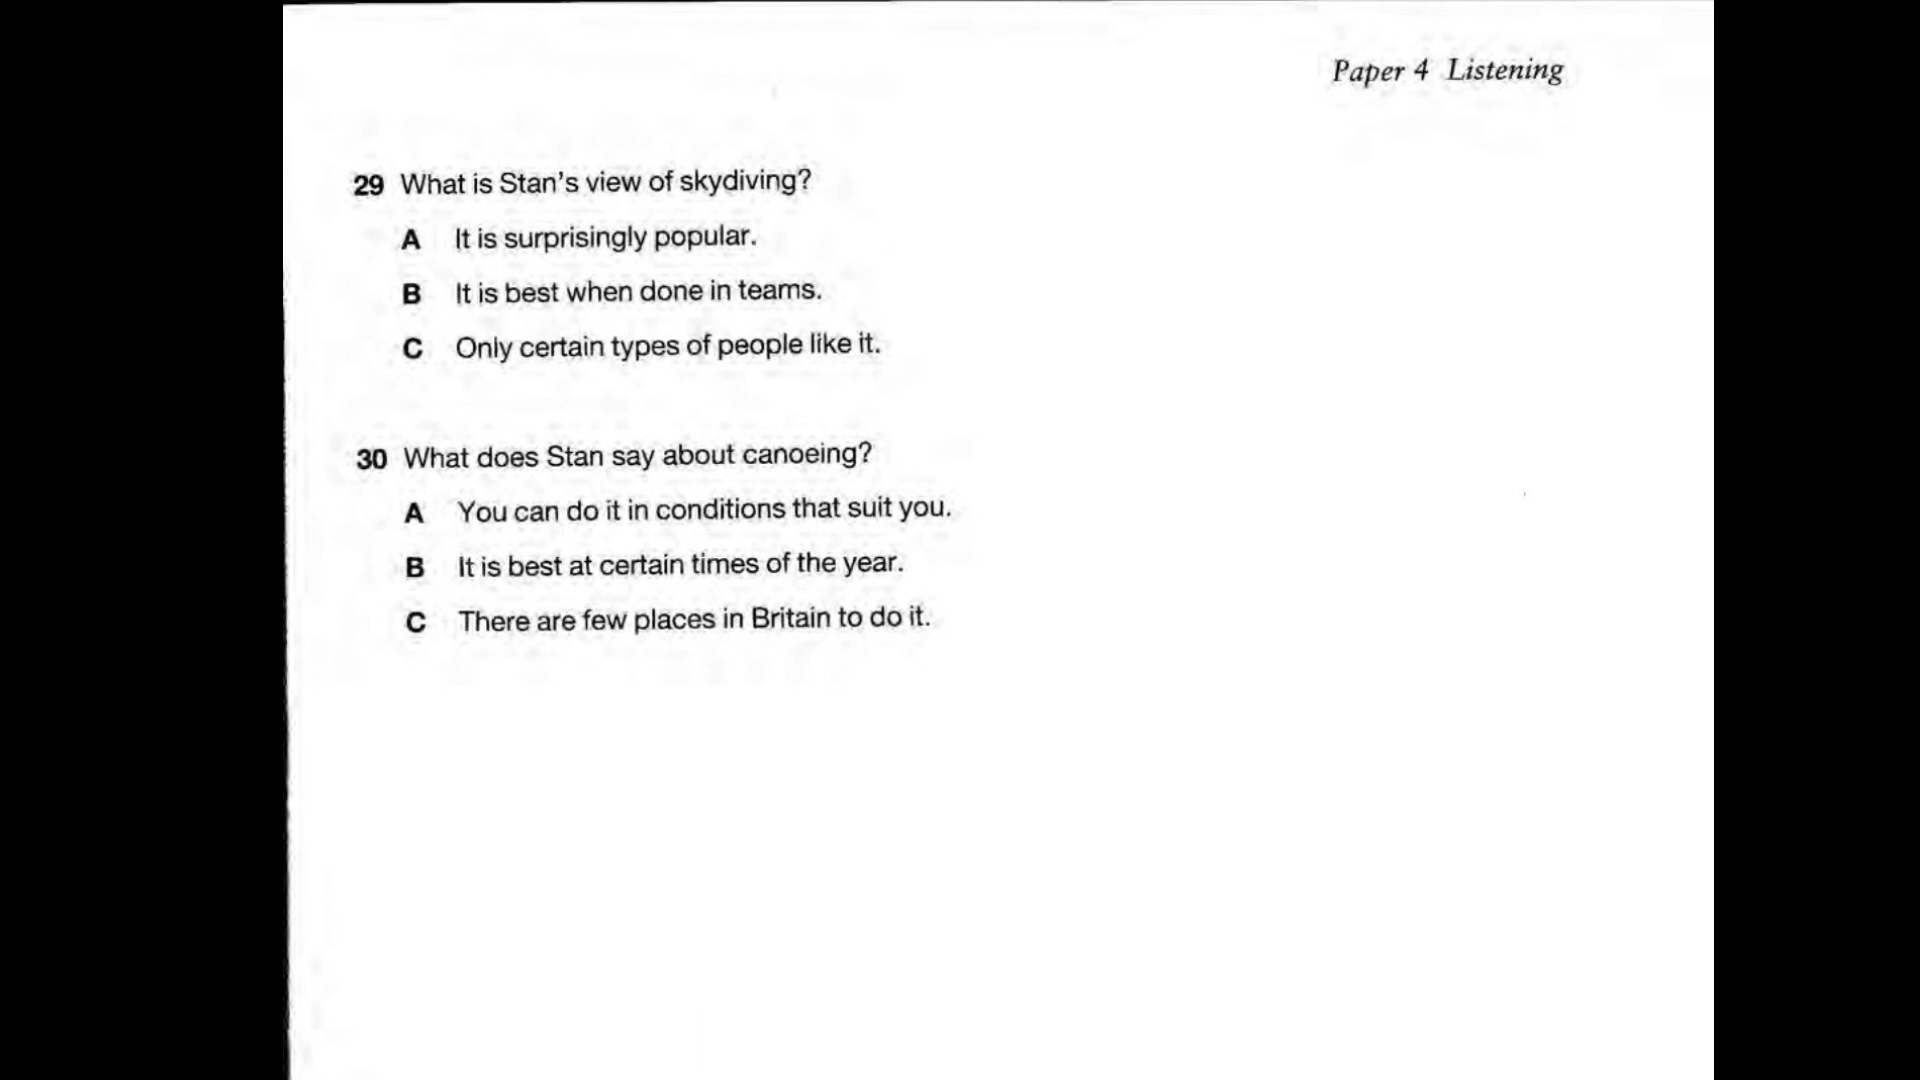 Paper 4 Listening
29 What is Stan's view of skydiving?
A It is surprisingly popular.
B It is best when done in teams.
C Only certain types of people like it.
30 What does Stan say about canoeing?
A You can do it in conditions that suit you.
B It is best at certain times of the year.
C There are few places in Britain to do it.